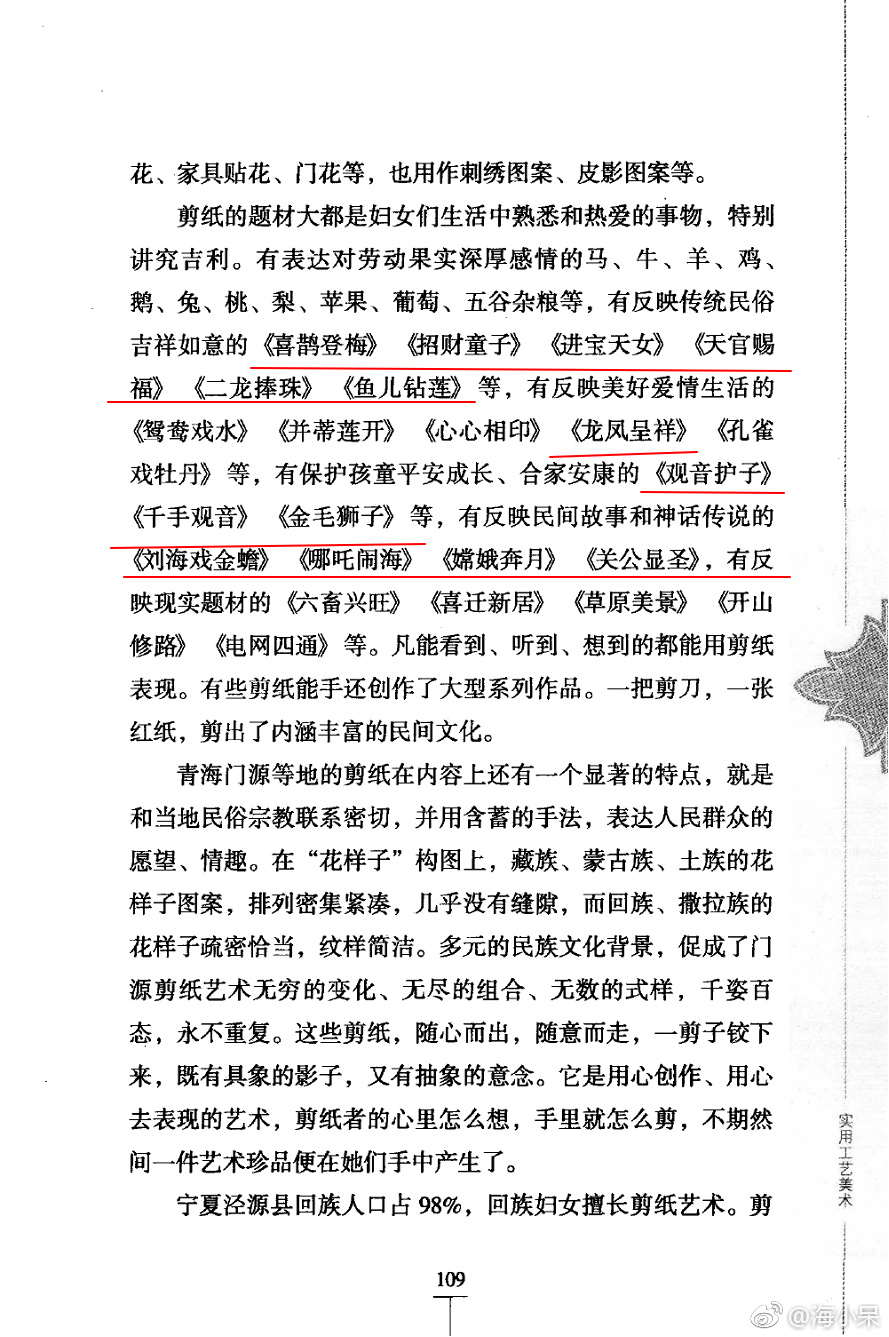 花、家具贴花、门花等，也用作刺绣图案、皮影图案等。
剪纸的题材大都是妇女们生活中熟悉和热爱的事物，特别
讲究吉利。有表达对劳动果实深厚感情的马、牛、羊、鸡、
鹅、兔、桃、梨、苹果、葡萄、五谷杂粮等，有反映传统民俗
吉祥如意的《喜鹊登梅》《招财童子》《进宝天女》《天官赐
福》《二龙捧珠》《鱼儿钻莲》等，有反映美好爱情生活的
《鸳鸯戏水》《并蒂莲开》《心心相印》《龙凤呈祥》《孔雀
戏牡丹》等，有保护孩童平安成长、合家安康的《观音护子》
《千手观音》《金毛狮子》等，有反映民间故事和神话传说的
《刘海戏金蟾》《哪吒闹海》《嫦娥奔月》《关公显圣》，有反
映现实题材的《六畜兴旺》《喜迁新居》《草原美景》《开山
修路》《电网四通》等。凡能看到、听到、想到的都能用剪纸
表现。有些剪纸能手还创作了大型系列作品。一把剪刀，一张
红纸，剪出了内涵丰富的民间文化。
青海门源等地的剪纸在内容上还有一个显著的特点，就是
和当地民俗宗教联系密切，并用含蓄的手法，表达人民群众的
愿望、情趣。在“花样子”构图上，藏族、蒙古族、土族的花
样子图案，排列密集紧凑，几乎没有缝隙，而回族、撒拉族的
花样子疏密恰当，纹样简洁。多元的民族文化背景，促成了门
源剪纸艺术无穷的变化、无尽的组合、无数的式样，千姿百
态，永不重复。这些剪纸，随心而出，随意而走，一剪子铰下
来，既有具象的影子，又有抽象的意念。它是用心创作、用心
去表现的艺术，剪纸者的心里怎么想，手里就怎么剪，不期然
间一件艺术珍品便在她们手中产生了。
宁夏泾源县回族人口占98%，回族妇女擅长剪纸艺术。剪
实用工艺美术
109
@海小呆